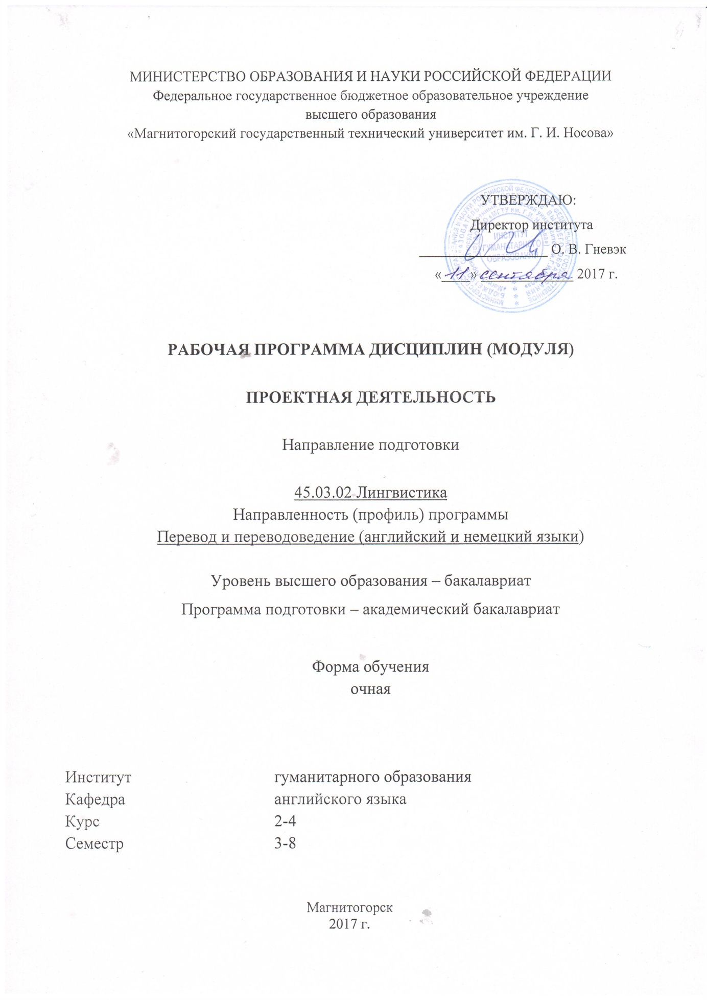 МИНИСТЕРСТВО ОБРАЗОВАНИЯ И НАУКИ РОССИЙСКОЙ ФЕДЕРАЦИИ
Федеральное государственное бюджетное образовательное учреждение
высшего образования
«Магнитогорский государственный технический университет им. Г. И. Носова»
УТВЕРЖДАЮ:
Директор института
О. В. Гневэк
«11» сентября 2017 г.
ИНСТИТУТ
ГУМАНИТАРНОГО
ОБРАЗОВАНИЯ
РАБОЧАЯ ПРОГРАММА ДИСЦИПЛИН (МОДУЛЯ)
ПРОЕКТНАЯ ДЕЯТЕЛЬНОСТЬ
Направление подготовки
45.03.02 Лингвистика
Направленность (профиль) программы
Перевод и переводоведение (английский и немецкий языки)
Уровень высшего образования – бакалавриат
Программа подготовки – академический бакалавриат
Форма обучения
очная
Институт гуманитарного образования
Кафедра английского языка
Курс 2-4
Семестр 3-8
Магнитогорск
2017 г.